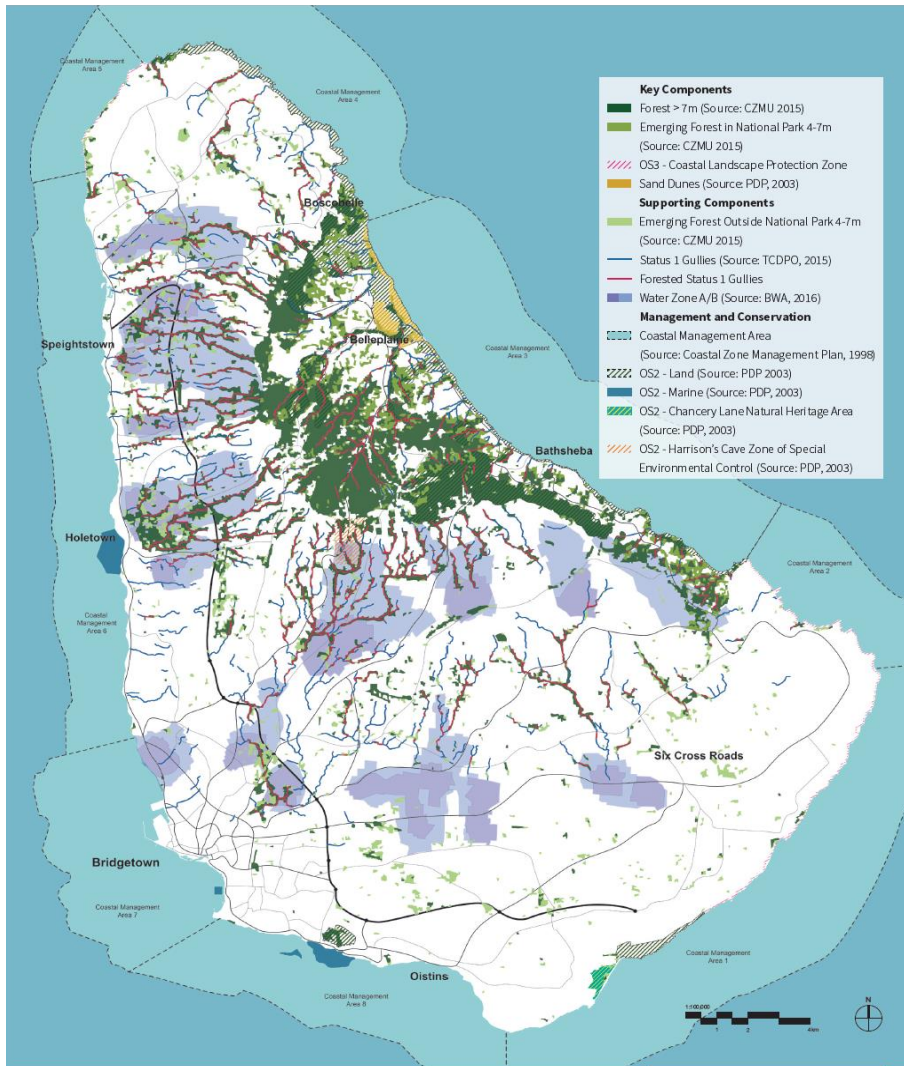 Coastal Management
Area 5
Coastal Management
Area 4
Key Components
Forest > 7m (Source: CZMU 2015)
Emerging Forest in National Park 4-7m
(Source: CZMU 2015)
OS3 - Coastal Landscape Protection Zone
Sand Dunes (Source: PDP, 2003)
Supporting Components
Emerging Forest Outside National Park 4-7m
(Source: CZMU 2015)
Status 1 Gullies (Source: TCDPO, 2015)
Forested Status 1 Gullies
Water Zone A/B (Source: BWA, 2016)
Management and Conservation
Coastal Management Area
(Source: Coastal Zone Management Plan, 1998)
OS2 - Land (Source: PDP 2003)
OS2 - Marine (Source: PDP, 2003)
OS2 - Chancery Lane Natural Heritage Area
(Source: PDP, 2003)
OS2 - Harrison's Cave Zone of Special
Environmental Control (Source: PDP, 2003)
Boscobelle
Speightstown
Belleplaine
Coastal Management
Area 3
Bathsheba
Holetown
Coastal Management
Area 2
Coastal
Management
Area 6
Six Cross Roads
Bridgetown
Coastal Management
Area 7
Oistins
Coastal Management
Area 1
Coastal Management
Area 8
1:100,000
1 2 4km
N